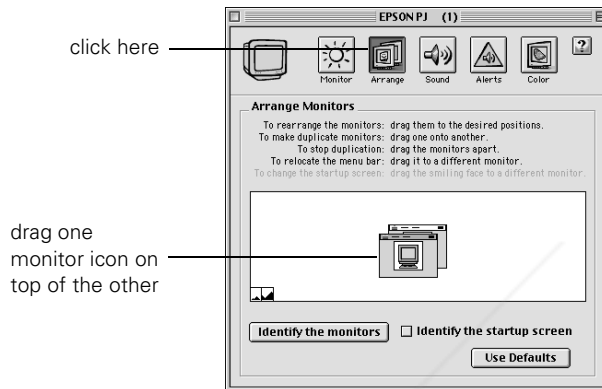 EPSON PJ (1)
click here
Monitor Arrange Sound Alerts Color
?
Arrange Monitors
To rearrange the monitors: drag them to the desired positions.
To make duplicate monitors: drag one onto another.
To stop duplication: drag the monitors apart.
To relocate the menu bar: drag it to a different monitor.
To change the startup screen: drag the smiling face to a different monitor.
drag one
monitor icon on
top of the other
Identify the monitors
Identify the startup screen
Use Defaults